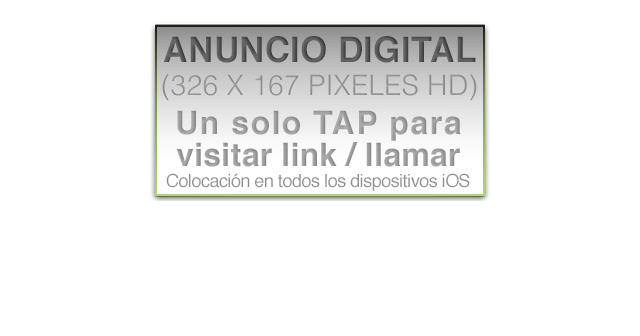 ANUNCIO DIGITAL
(326 X 167 PIXELES HD)
Un solo TAP para
visitar link / llamar
Colocación en todos los dispositivos iOS